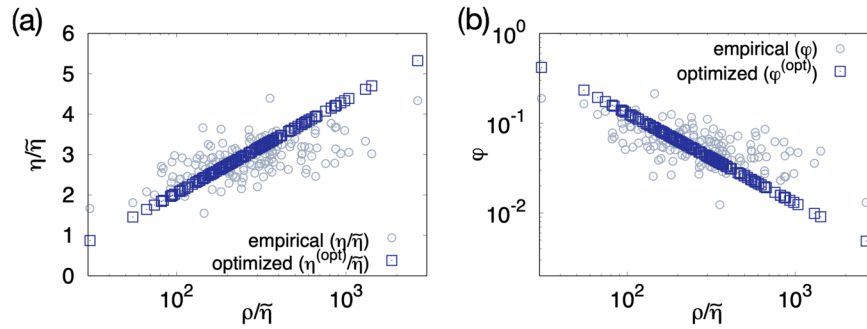 (a)
6
5
4
3
2
1
0
η/η̃
empirical (η/η̃)
optimized (η^(opt)/η̃)
10^2 10^3
ρ/η̃
(b)
10^0
10^-1
10^-2
φ
empirical (φ)
optimized (φ^(opt))
10^2 10^3
ρ/η̃